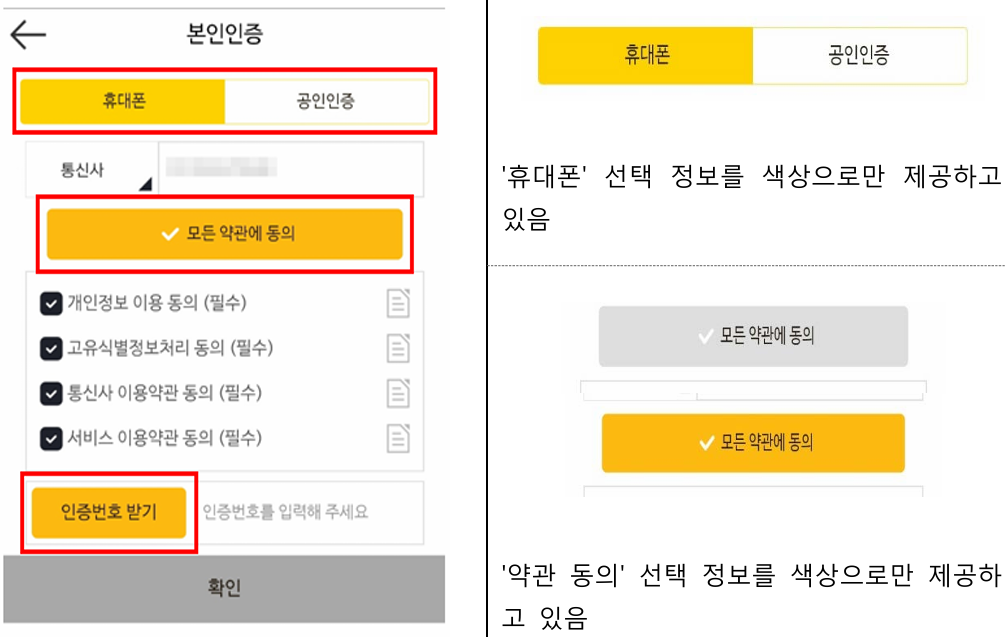 본인인증
휴대폰 공인인증
통신사
모든 약관에 동의
개인정보 이용 동의 (필수)
고유식별정보처리 동의 (필수)
통신사 이용약관 동의 (필수)
서비스 이용약관 동의 (필수)
인증번호 받기 인증번호를 입력해 주세요
확인
휴대폰 공인인증
'휴대폰' 선택 정보를 색상으로만 제공하고
있음
모든 약관에 동의
모든 약관에 동의
'약관 동의' 선택 정보를 색상으로만 제공하
고 있음